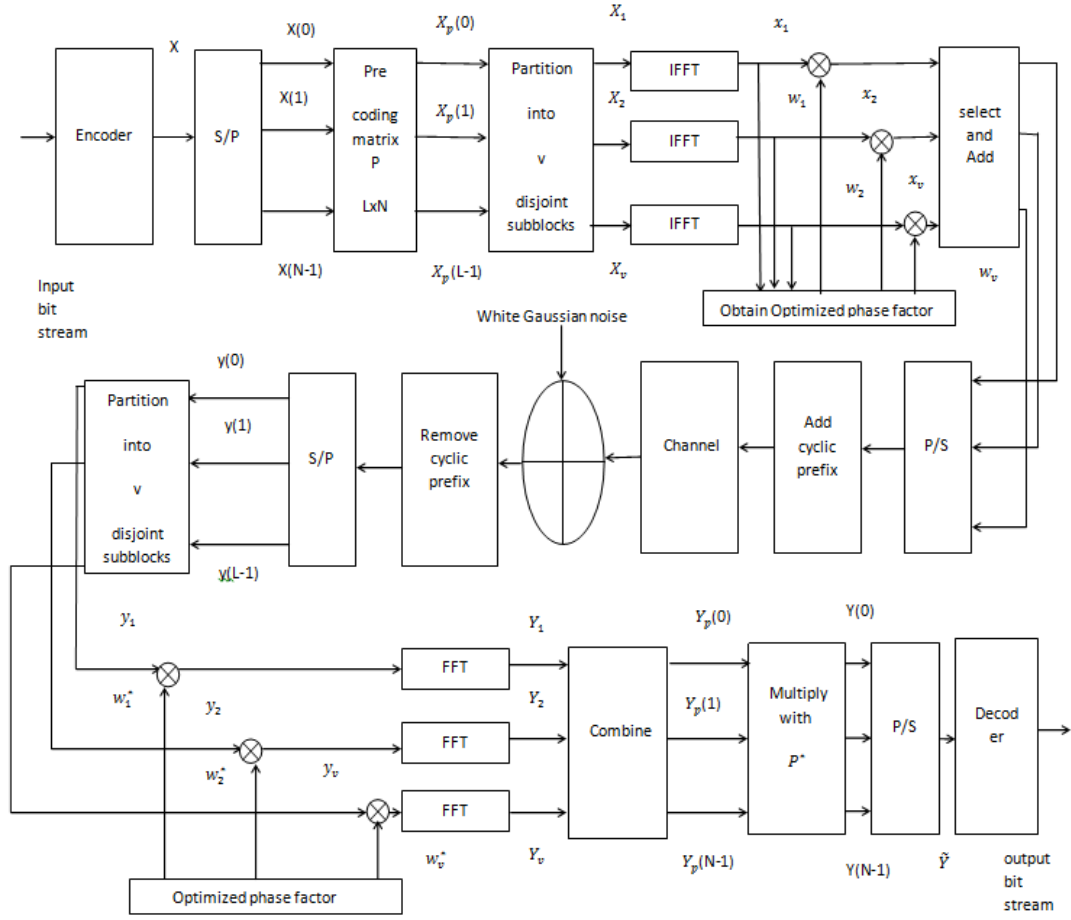 X
X(0)
X(1)
X(N-1)
Input
bit
stream
Encoder
S/P
Pre
coding
matrix
P
LxN
X_p(0)
X_p(1)
X_p(L-1)
Partition
into
v
disjoint
subblocks
X_1
X_2
X_v
IFFT
IFFT
IFFT
x_1
w_1
x_2
w_2
x_v
w_v
select
and
Add
Obtain Optimized phase factor
White Gaussian noise
P/S
Add
cyclic
prefix
Channel
Remove
cyclic
prefix
S/P
y(0)
y(1)
y(L-1)
Partition
into
v
disjoint
subblocks
y_1
w_1^*
y_2
w_2^*
y_v
w_v^*
Optimized phase factor
FFT
FFT
FFT
Y_1
Y_2
Y_v
Combine
Y_p(0)
Y_p(1)
Y_p(N-1)
Multiply
with
P^*
Y(0)
Y(N-1)
P/S
Ỹ
Decod
er
output
bit
stream